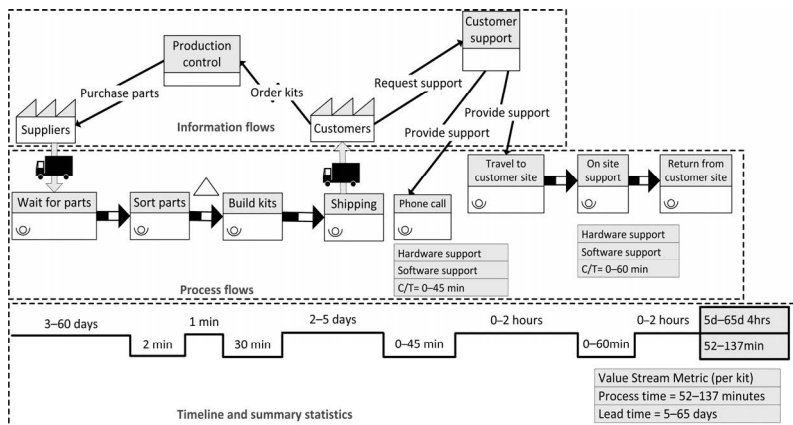 Customer
support
Production
control
Purchase parts
Order kits
Request support
Provide support
Provide support
Suppliers
Customers
Information flows
Travel to
customer site
On site
support
Return from
customer site
Wait for parts
Sort parts
Build kits
Shipping
Phone call
Hardware support
Software support
C/T= 0–45 min
Hardware support
Software support
C/T= 0–60 min
Process flows
3–60 days
2 min
1 min
30 min
2–5 days
0–45 min
0–2 hours
0–60min
0–2 hours
5d–65d 4hrs
52–137min
Value Stream Metric (per kit)
Process time = 52–137 minutes
Lead time = 5–65 days
Timeline and summary statistics